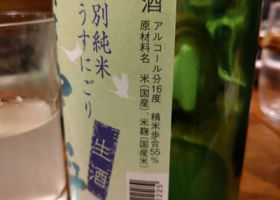 酒
別純米
うすにごり
生酒
アルコール分16度 精米歩合55%
原材料名 米(国産)、米麹(国産米)